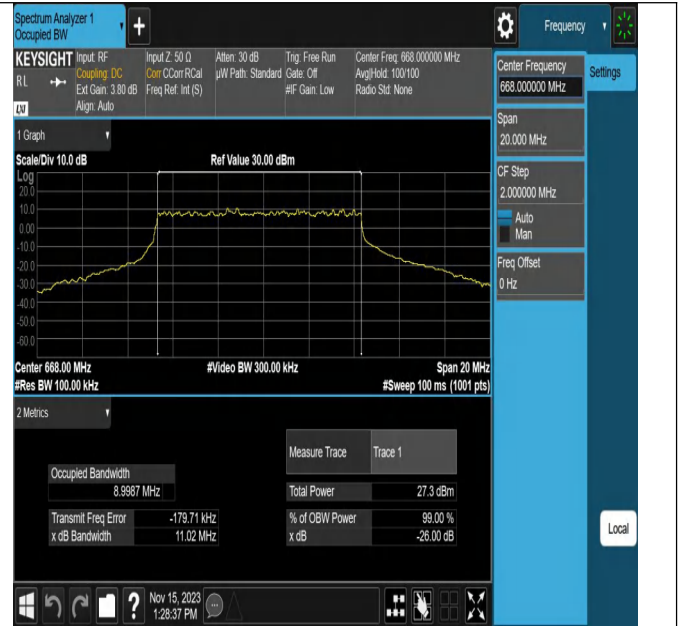 Spectrum Analyzer 1
Occupied BW
Frequency
KEYSIGHT
RL
LXI
Input: RF
Coupling: DC
Ext Gain: 3.80 dB
Align: Auto
Input Z: 50 Ω
Corr CCorr RCal
Freq Ref: Int (S)
Atten: 30 dB
µW Path: Standard
Trig: Free Run
Gate: Off
#IF Gain: Low
Center Freq: 668.000000 MHz
Avg|Hold: 100/100
Radio Std: None
Center Frequency
668.000000 MHz
Settings
Span
20.000 MHz
CF Step
2.000000 MHz
Auto
Man
Freq Offset
0 Hz
1 Graph
Scale/Div 10.0 dB
Ref Value 30.00 dBm
Log
20.0
10.0
0.00
-10.0
-20.0
-30.0
-40.0
-50.0
-60.0
Center 668.00 MHz
#Video BW 300.00 kHz
Span 20 MHz
#Res BW 100.00 kHz
#Sweep 100 ms (1001 pts)
2 Metrics
Measure Trace
Trace 1
Occupied Bandwidth
8.9987 MHz
Total Power
27.3 dBm
Transmit Freq Error
-179.71 kHz
% of OBW Power
99.00 %
x dB Bandwidth
11.02 MHz
x dB
-26.00 dB
Local
?
Nov 15, 2023
1:28:37 PM